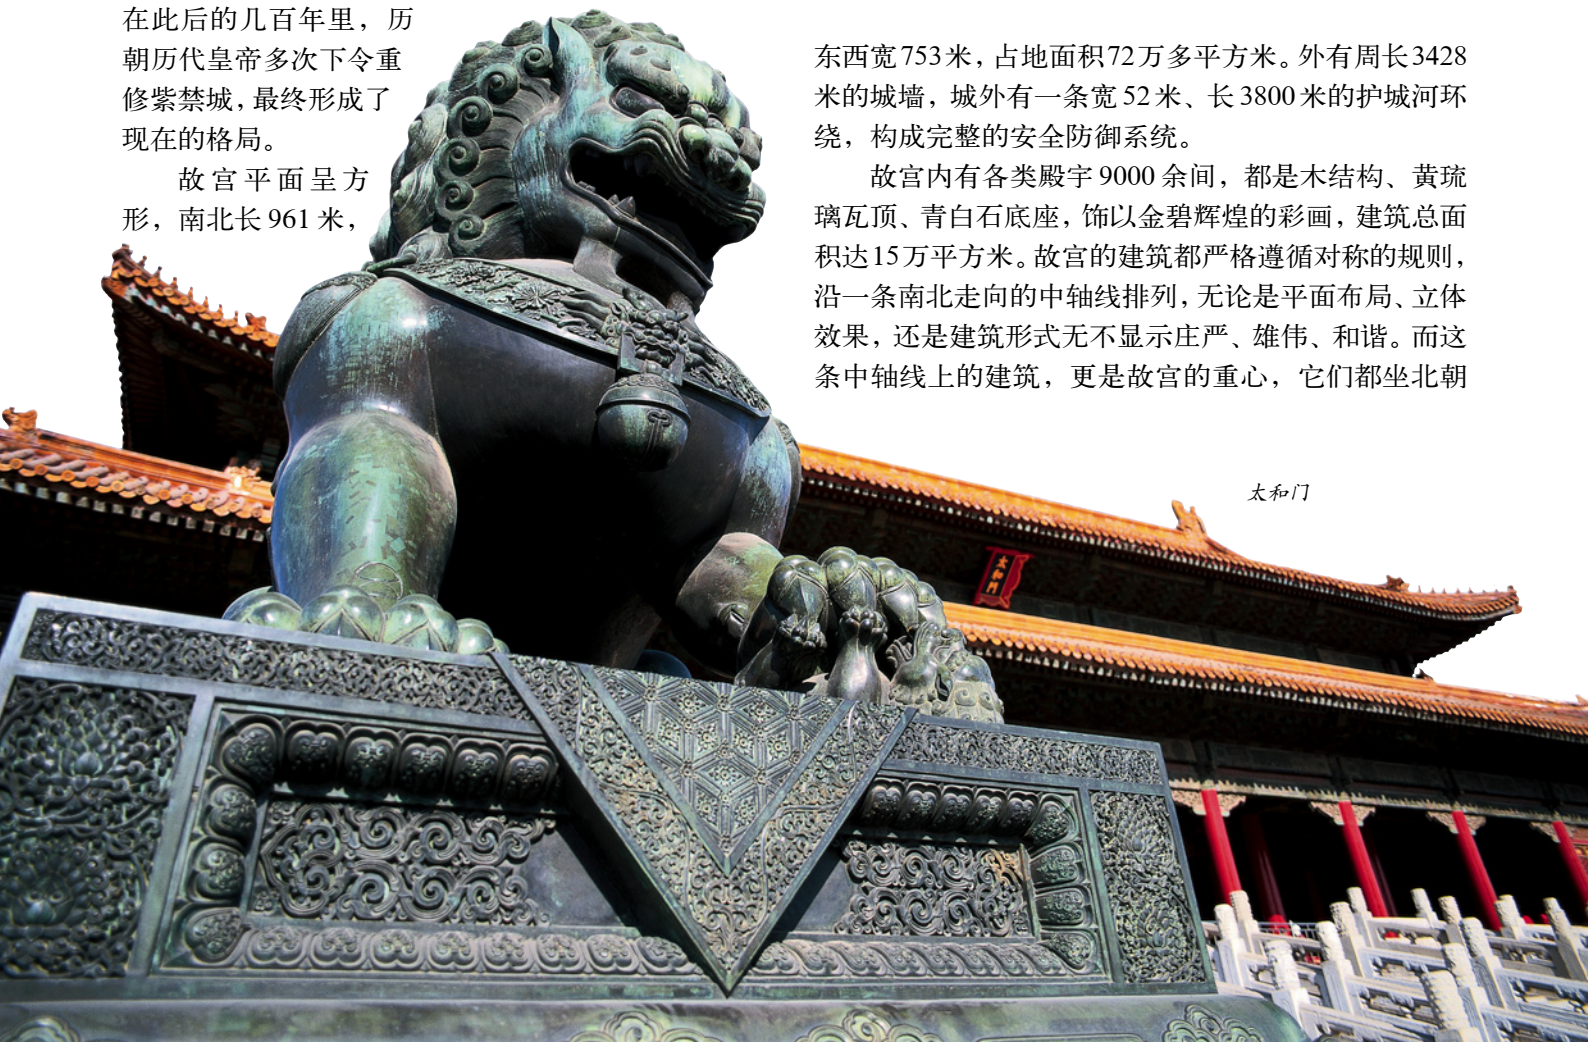 在此后的几百年里，历
朝历代皇帝多次下令重
修紫禁城，最终形成了
现在的格局。
故宫平面呈方
形，南北长961米，
东西宽753米，占地面积72万多平方米。外有周长3428
米的城墙，城外有一条宽52米、长3800米的护城河环
绕，构成完整的安全防御系统。
故宫内有各类殿宇9000余间，都是木结构、黄琉
璃瓦顶、青白石底座，饰以金碧辉煌的彩画，建筑总面
积达15万平方米。故宫的建筑都严格遵循对称的规则，
沿一条南北走向的中轴线排列，无论是平面布局、立体
效果，还是建筑形式无不显示庄严、雄伟、和谐。而这
条中轴线上的建筑，更是故宫的重心，它们都坐北朝
太和门
太和門